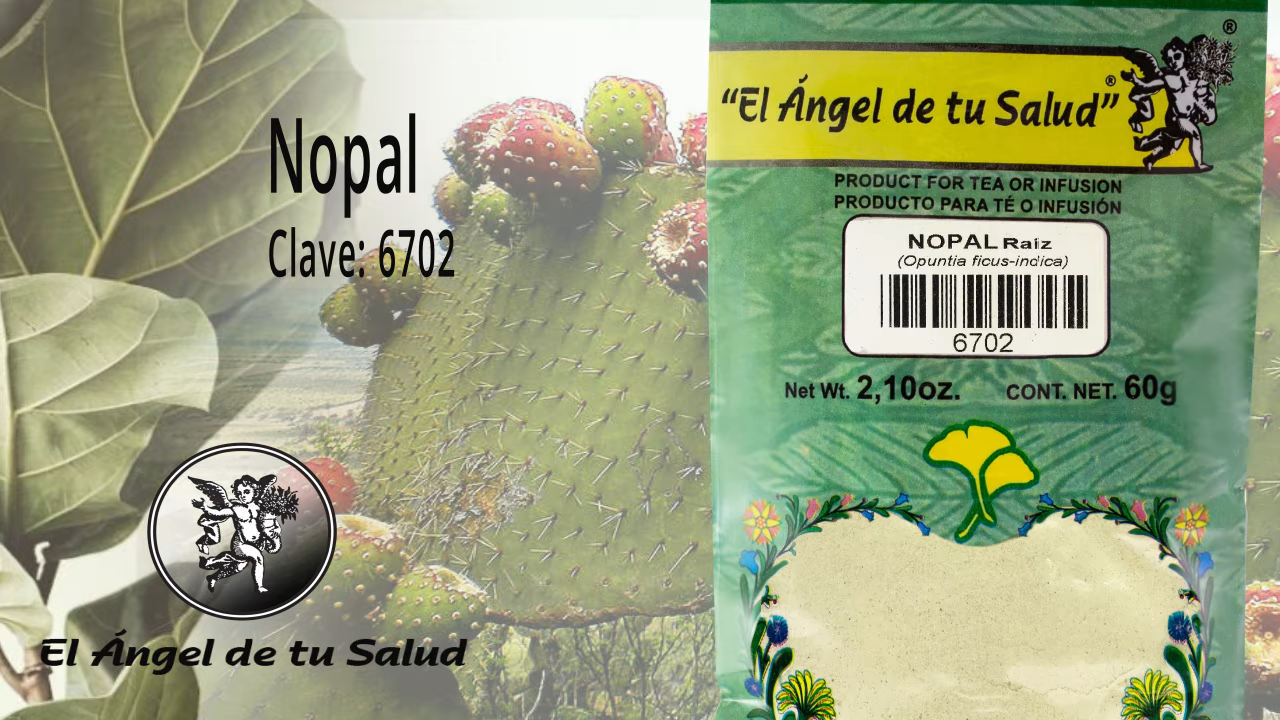 Nopal
Clave: 6702
El Ángel de tu Salud
“El Ángel de tu Salud”®
®
PRODUCT FOR TEA OR INFUSION
PRODUCTO PARA TÉ O INFUSIÓN
NOPAL Raíz
(Opuntia ficus-indica)
6702
Net Wt. 2,10oz. CONT. NET. 60g